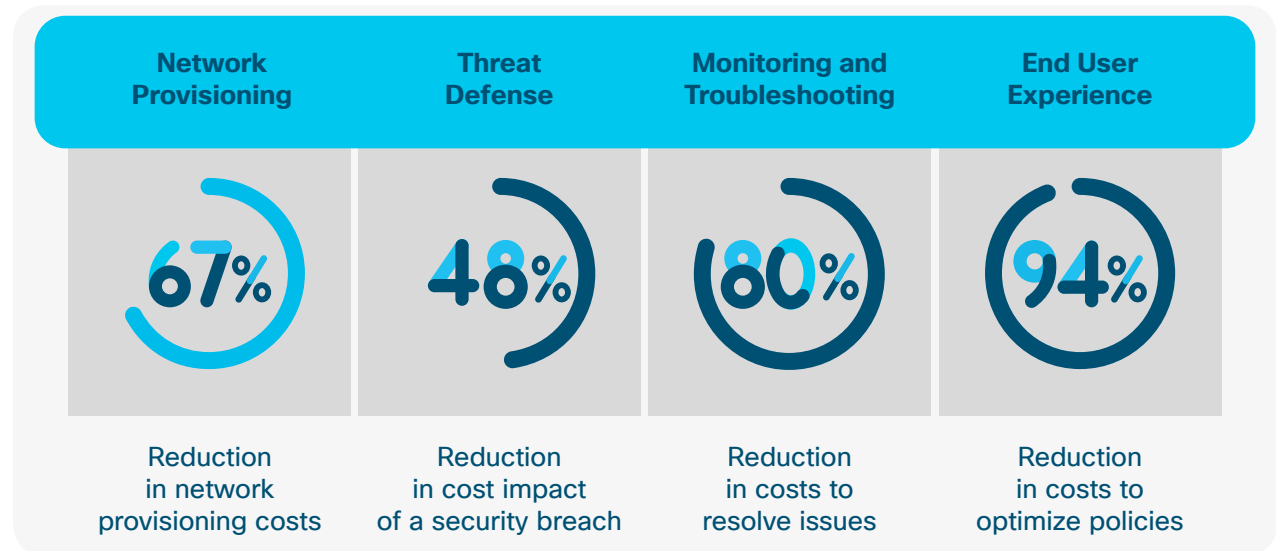 Network
Provisioning
Threat
Defense
Monitoring and
Troubleshooting
End User
Experience
67%
48%
80%
94%
Reduction
in network
provisioning costs
Reduction
in cost impact
of a security breach
Reduction
in costs to
resolve issues
Reduction
in costs to
optimize policies